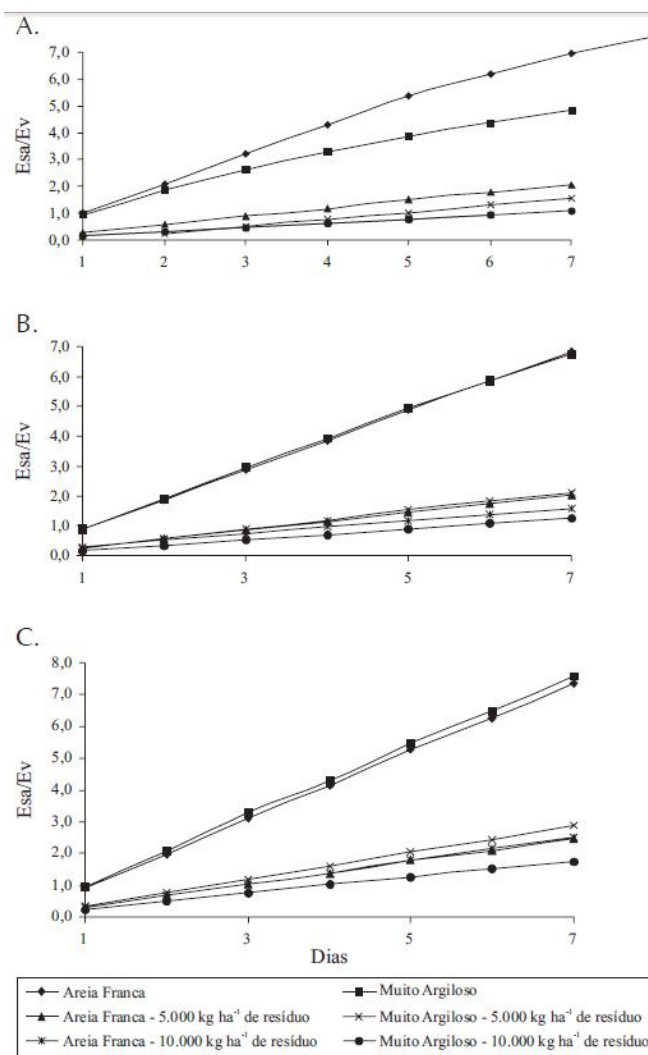 A.
7,0
6,0
5,0
4,0
3,0
2,0
1,0
0,0
Esa/Ev
1 2 3 4 5 6 7
B.
7,0
6,0
5,0
4,0
3,0
2,0
1,0
0,0
Esa/Ev
1 3 5 7
C.
8,0
7,0
6,0
5,0
4,0
3,0
2,0
1,0
0,0
Esa/Ev
1 3 5 7
Dias
Areia Franca Muito Argiloso
Areia Franca - 5.000 kg ha⁻¹ de resíduo Muito Argiloso - 5.000 kg ha⁻¹ de resíduo
Areia Franca - 10.000 kg ha⁻¹ de resíduo Muito Argiloso - 10.000 kg ha⁻¹ de resíduo